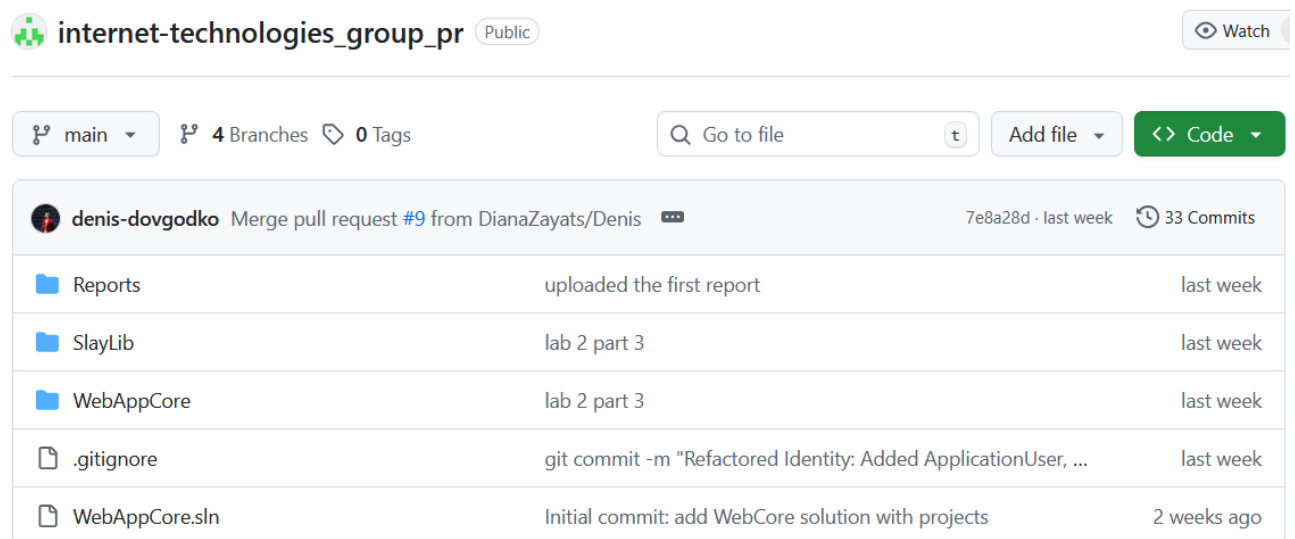 internet-technologies_group_pr Public Watch
main 4 Branches 0 Tags Go to file t Add file Code
denis-dovgodko Merge pull request #9 from DianaZayats/Denis 7e8a28d · last week 33 Commits
Reports uploaded the first report last week
SlayLib lab 2 part 3 last week
WebAppCore lab 2 part 3 last week
.gitignore git commit -m "Refactored Identity: Added ApplicationUser, ... last week
WebAppCore.sln Initial commit: add WebCore solution with projects 2 weeks ago